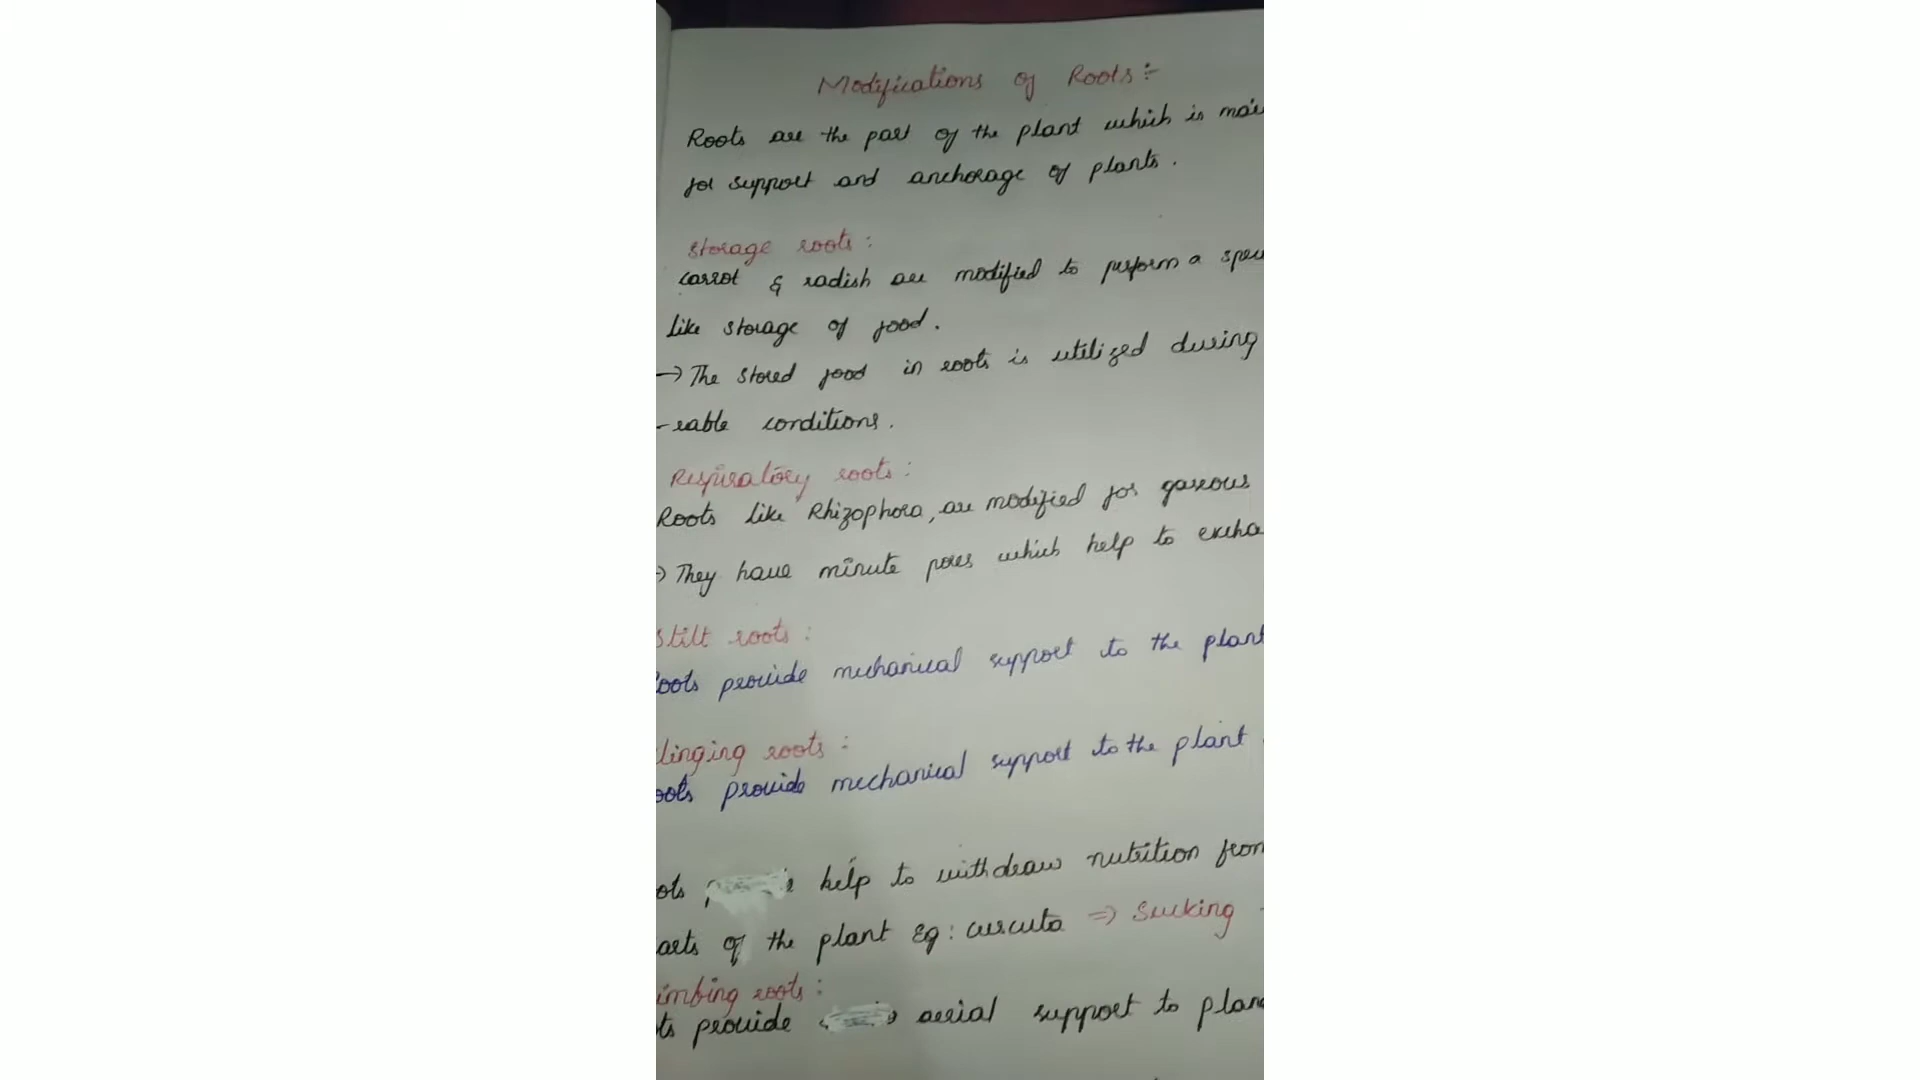 Modifications of Roots :-
Roots are the part of the plant which is mai
for support and anchorage of plants.
Storage roots :
carrot & radish are modified to perform a spec
like storage of food.
→ The stored food in roots is utilized during
-rable conditions.
Respiratory roots :
Roots like Rhizophora, are modified for gaseous
→ They have minute pores which help to excha
Stilt roots :
Roots provide mechanical support to the plant
linging roots :
oots provide mechanical support to the plant
ots help to withdraw nutrition from
arts of the plant Eg : cuscuta ⇒ Sucking
imbing roots :
ts provide aerial support to plan